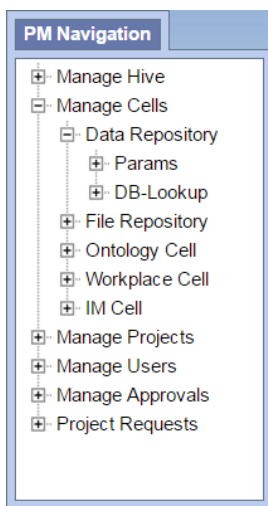 PM Navigation
Manage Hive
Manage Cells
Data Repository
Params
DB-Lookup
File Repository
Ontology Cell
Workplace Cell
IM Cell
Manage Projects
Manage Users
Manage Approvals
Project Requests